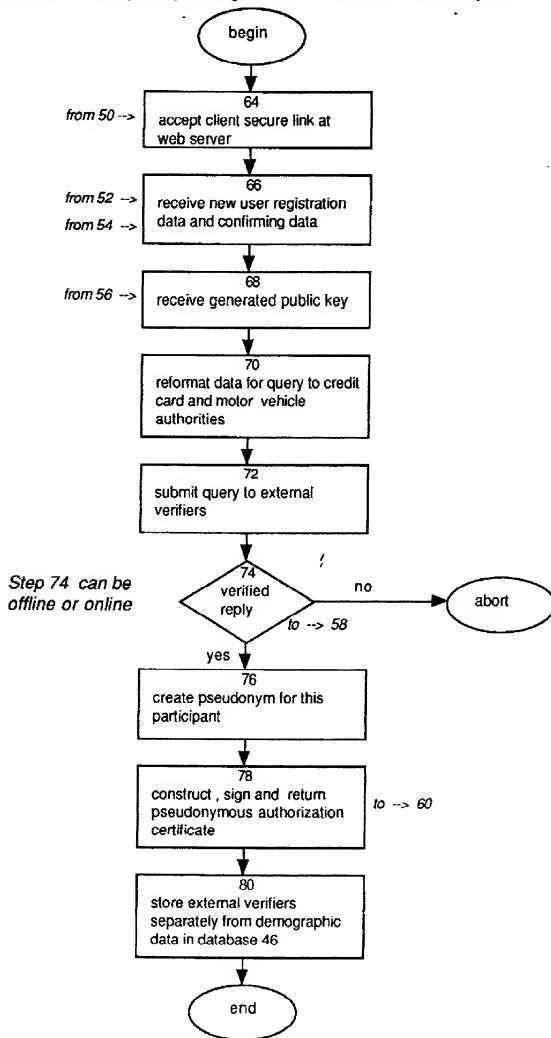 begin
64
from 50 -->
accept client secure link at
web server
66
from 52 -->
receive new user registration
from 54 -->
data and confirming data
68
from 56 -->
receive generated public key
70
reformat data for query to credit
card and motor vehicle
authorities
72
submit query to external
verifiers
Step 74 can be
offline or online
74
verified
reply
no
abort
to --> 58
yes
76
create pseudonym for this
participant
78
construct , sign and return
pseudonymous authorization
certificate
to --> 60
80
store external verifiers
separately from demographic
data in database 46
end